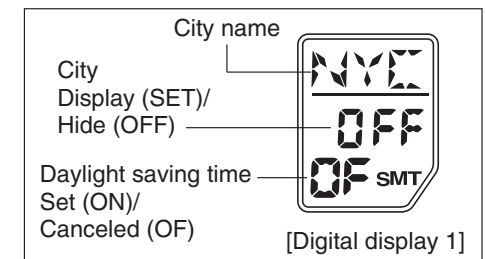 City name
NYC
City
Display (SET)/
Hide (OFF)
OFF
Daylight saving time
Set (ON)/
Canceled (OF)
OF SMT
[Digital display 1]